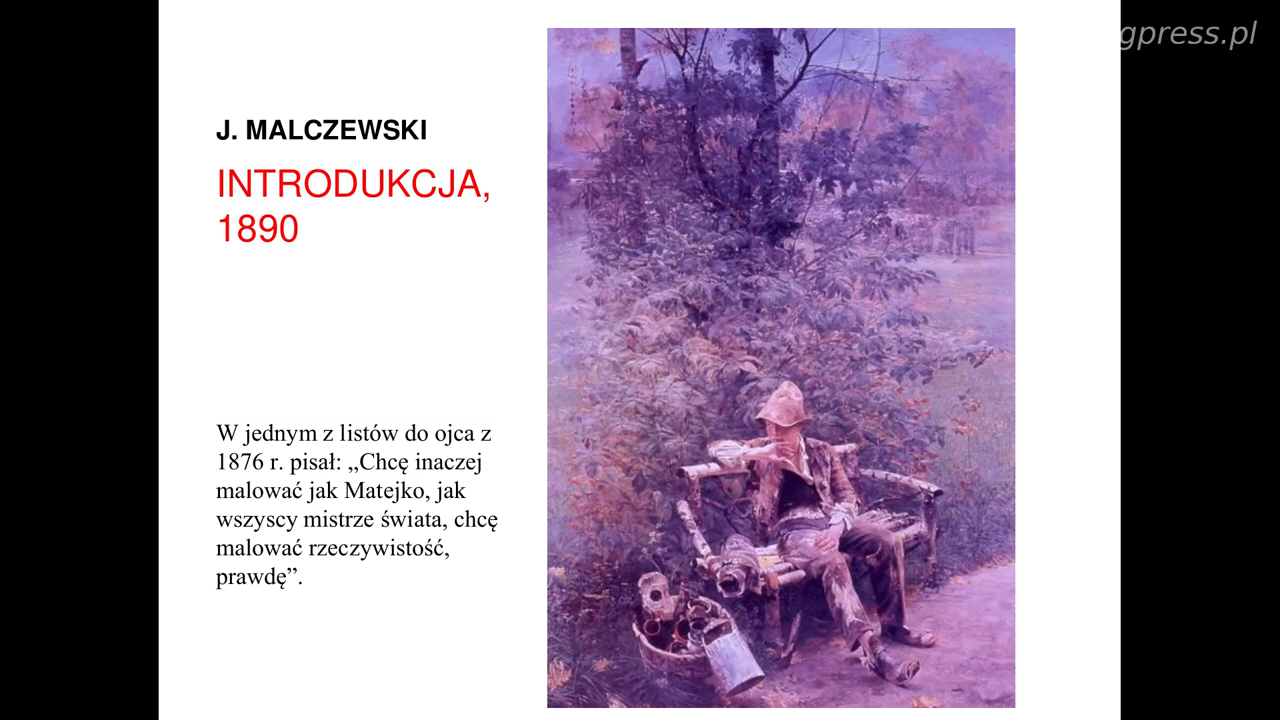 gpress.pl
J. MALCZEWSKI
INTRODUKCJA,
1890
W jednym z listów do ojca z
1876 r. pisał: „Chcę inaczej
malować jak Matejko, jak
wszyscy mistrze świata, chcę
malować rzeczywistość,
prawdę”.